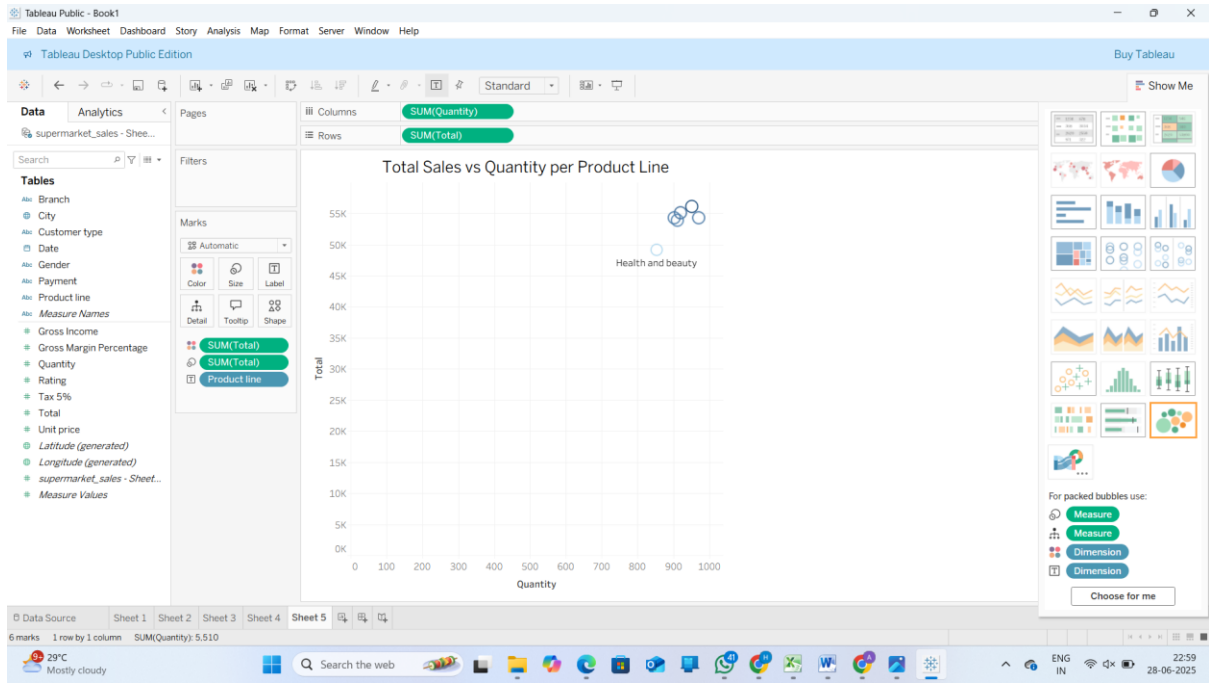 Tableau Public - Book1
File Data Worksheet Dashboard Story Analysis Map Format Server Window Help
Tableau Desktop Public Edition
Buy Tableau
Standard
Show Me
Data Analytics
supermarket_sales - Shee...
Search
Tables
Abc Branch
City
Abc Customer type
Date
Abc Gender
Abc Payment
Abc Product line
Abc Measure Names
# Gross Income
# Gross Margin Percentage
# Quantity
# Rating
# Tax 5%
# Total
# Unit price
Latitude (generated)
Longitude (generated)
# supermarket_sales - Sheet...
# Measure Values
Pages
Filters
Marks
Automatic
Color Size Label
Detail Tooltip Shape
SUM(Total)
SUM(Total)
Product line
Columns SUM(Quantity)
Rows SUM(Total)
Total Sales vs Quantity per Product Line
55K
50K
45K
40K
35K
30K
25K
20K
15K
10K
5K
0K
Total
Health and beauty
0 100 200 300 400 500 600 700 800 900 1000
Quantity
For packed bubbles use:
Measure
Measure
Dimension
Dimension
Choose for me
Data Source Sheet 1 Sheet 2 Sheet 3 Sheet 4 Sheet 5
6 marks 1 row by 1 column SUM(Quantity): 5,510
9+
29°C
Mostly cloudy
Search the web
ENG
IN
22:59
28-06-2025